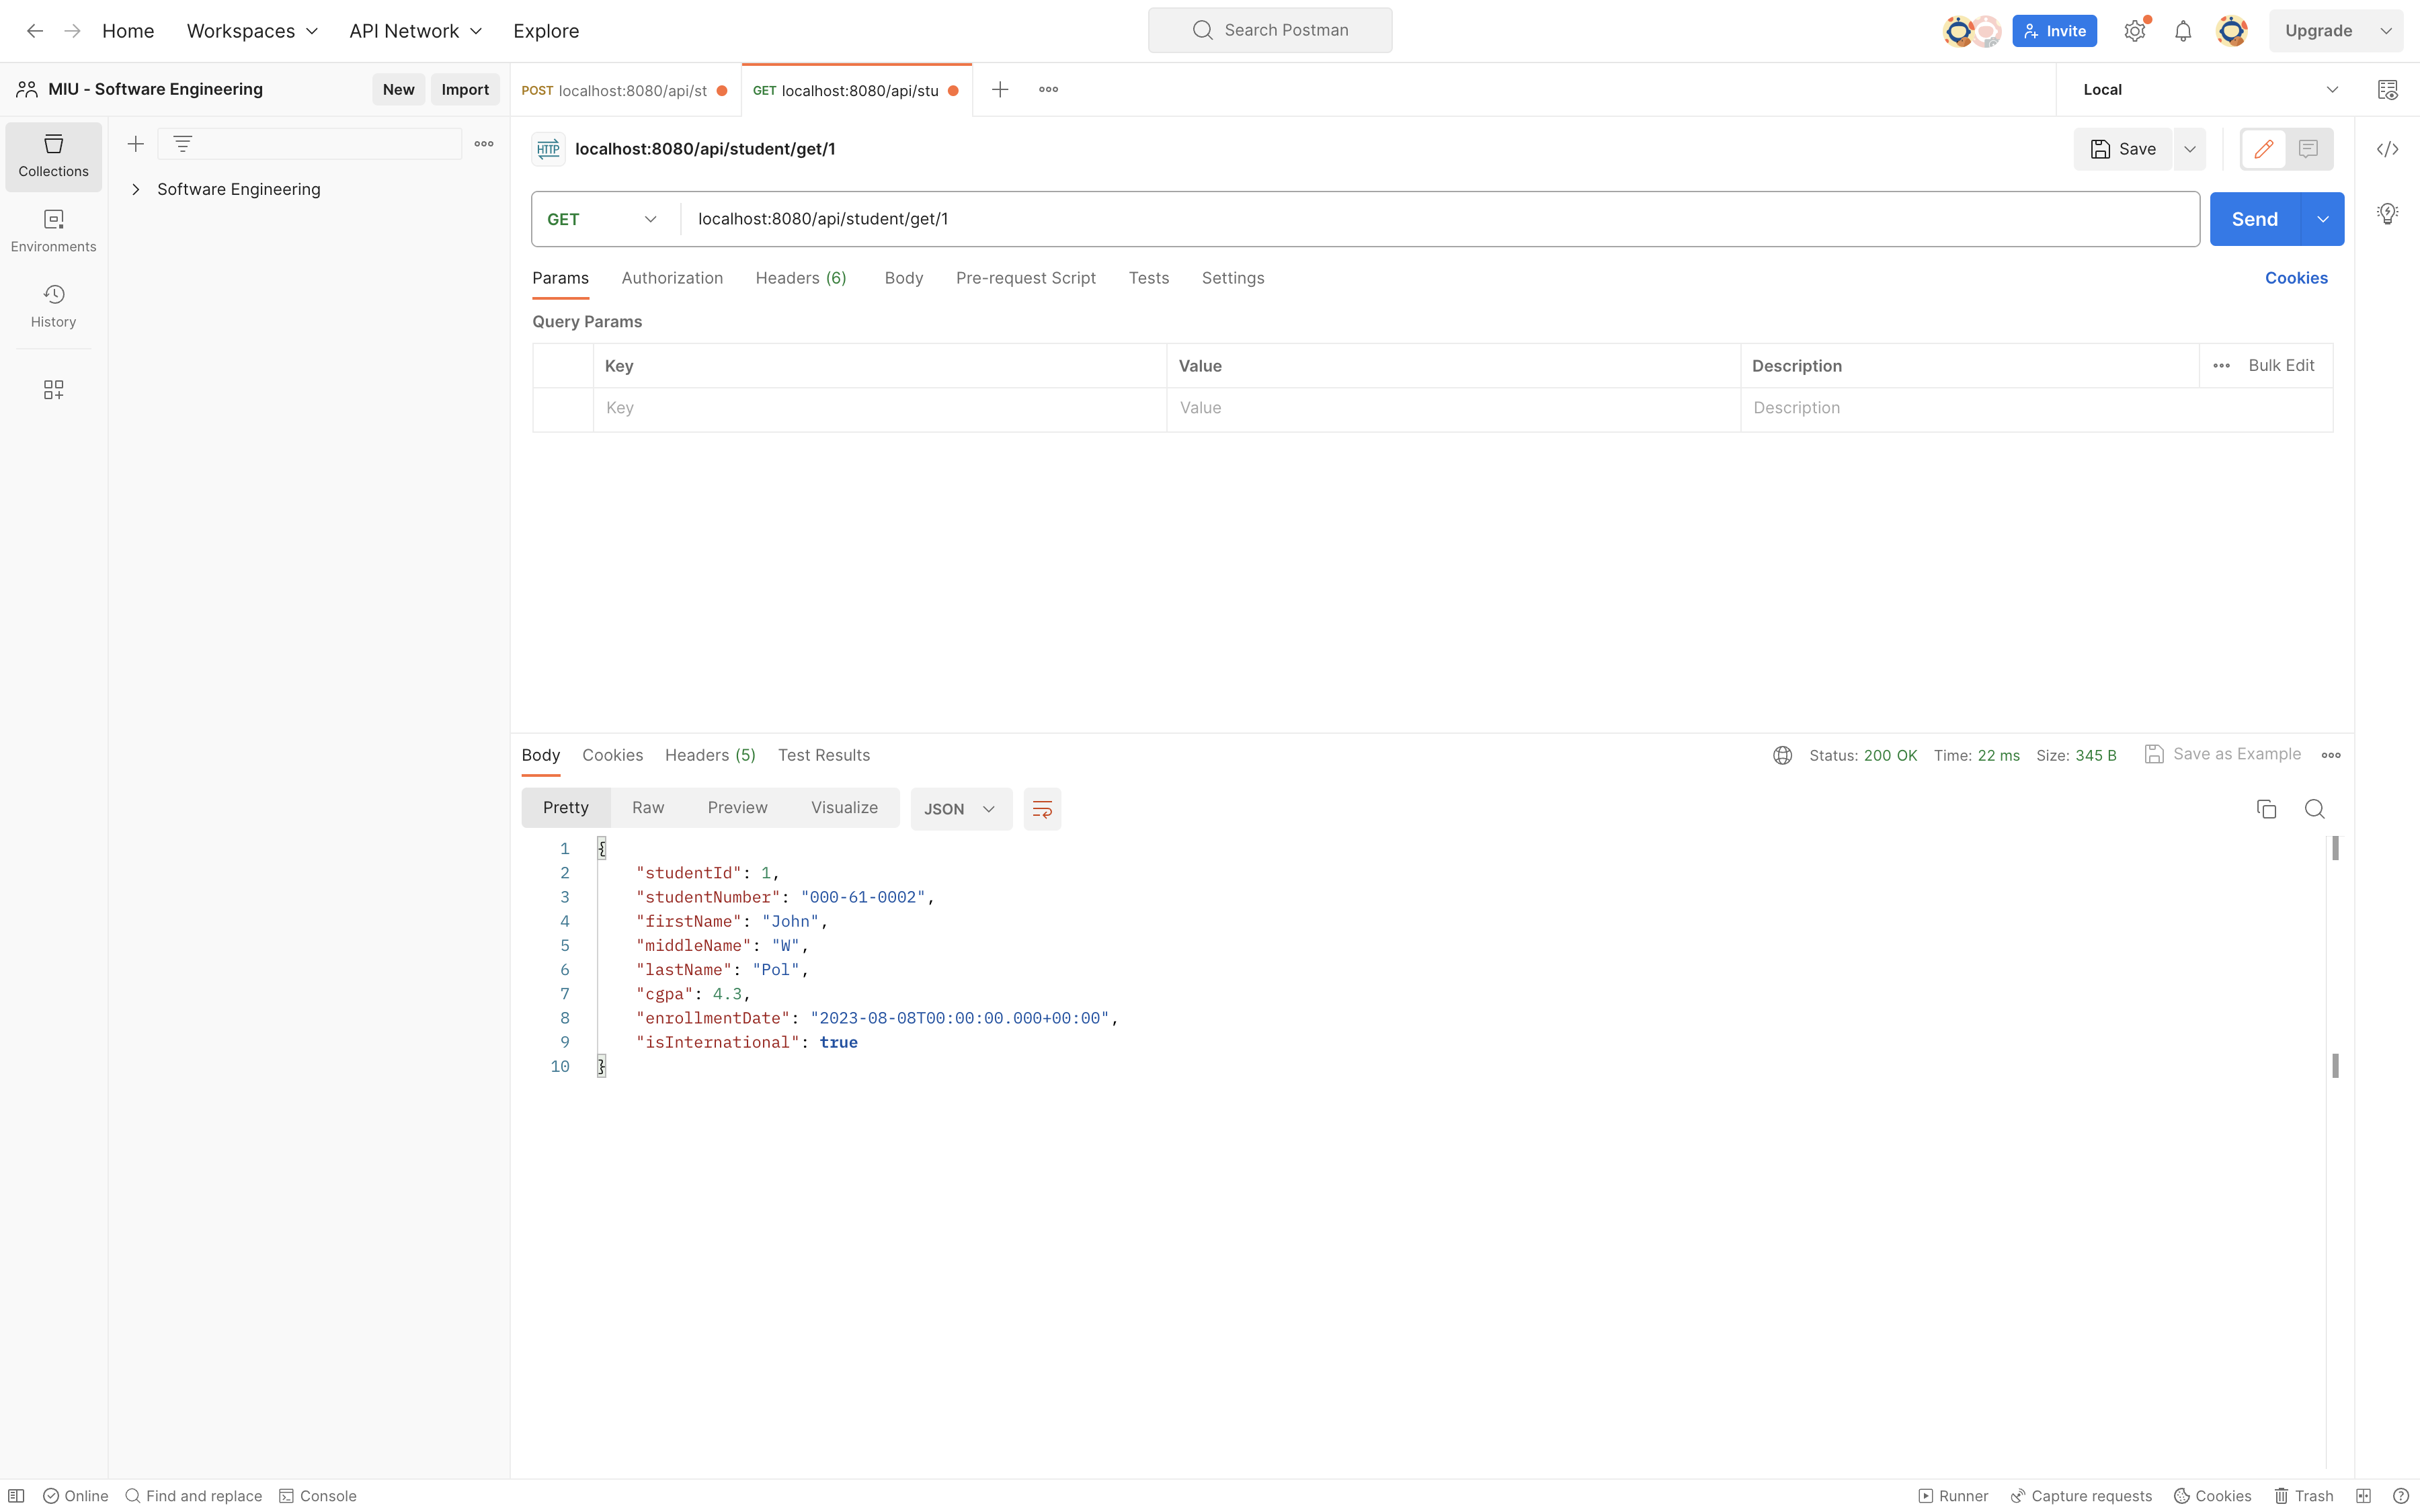 Home Workspaces API Network Explore Search Postman Invite Upgrade
MIU - Software Engineering New Import POST localhost:8080/api/st GET localhost:8080/api/stu Local
Collections
Environments
History
Software Engineering
HTTP localhost:8080/api/student/get/1 Save
GET localhost:8080/api/student/get/1 Send
Params Authorization Headers (6) Body Pre-request Script Tests Settings Cookies
Query Params
Key Value Description Bulk Edit
Key Value Description
Body Cookies Headers (5) Test Results Status: 200 OK Time: 22 ms Size: 345 B Save as Example
Pretty Raw Preview Visualize JSON
1 {
2 "studentId": 1,
3 "studentNumber": "000-61-0002",
4 "firstName": "John",
5 "middleName": "W",
6 "lastName": "Pol",
7 "cgpa": 4.3,
8 "enrollmentDate": "2023-08-08T00:00:00.000+00:00",
9 "isInternational": true
10 }
Online Find and replace Console Runner Capture requests Cookies Trash